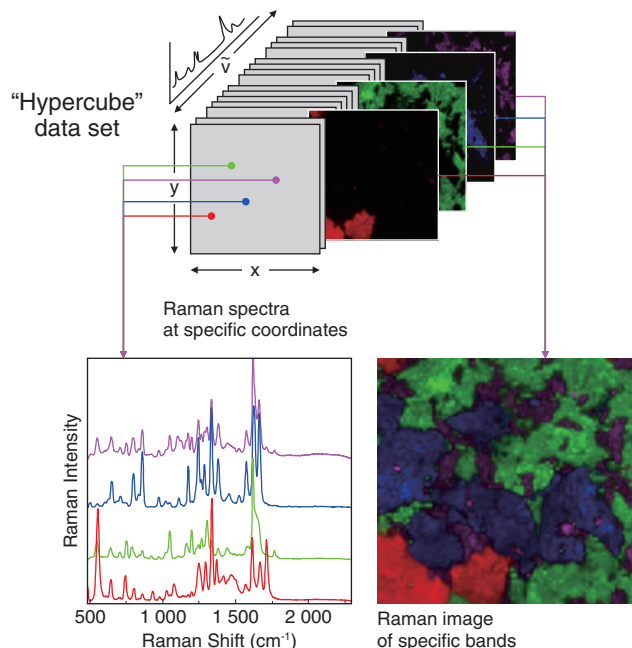 ṽ
“Hypercube”
data set
y
x
Raman spectra
at specific coordinates
Raman Intensity
500
1 000
1 500
2 000
Raman Shift (cm⁻¹)
Raman image
of specific bands